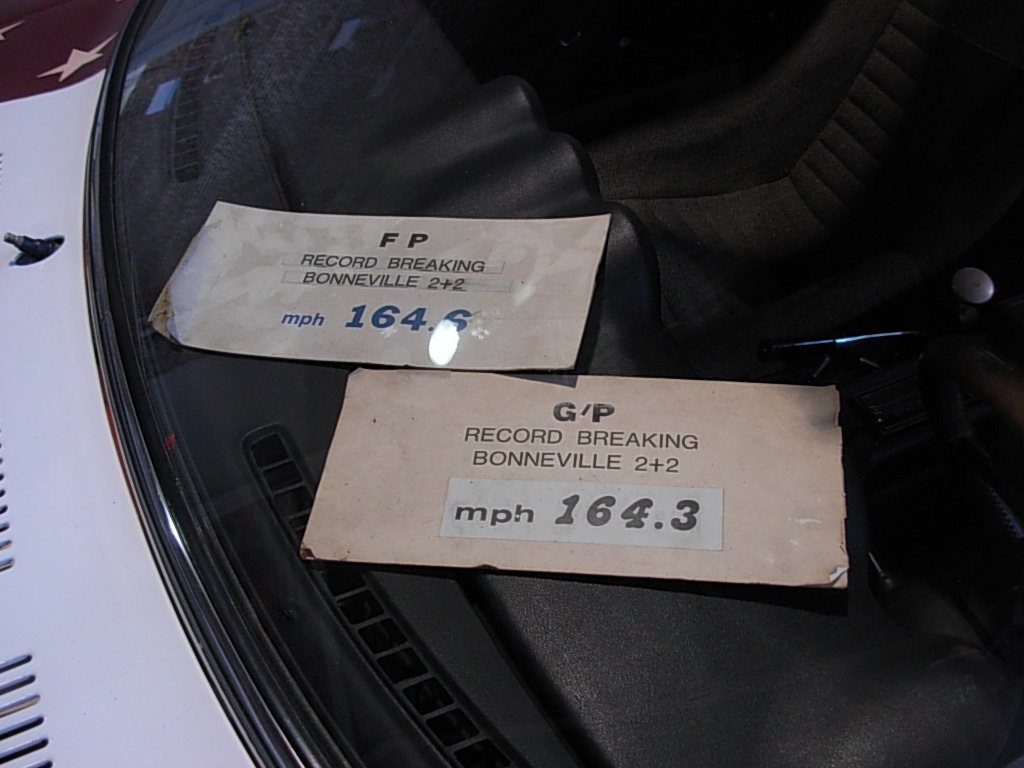 F P
RECORD BREAKING
BONNEVILLE 2+2
mph 164.6
G/P
RECORD BREAKING
BONNEVILLE 2+2
mph 164.3